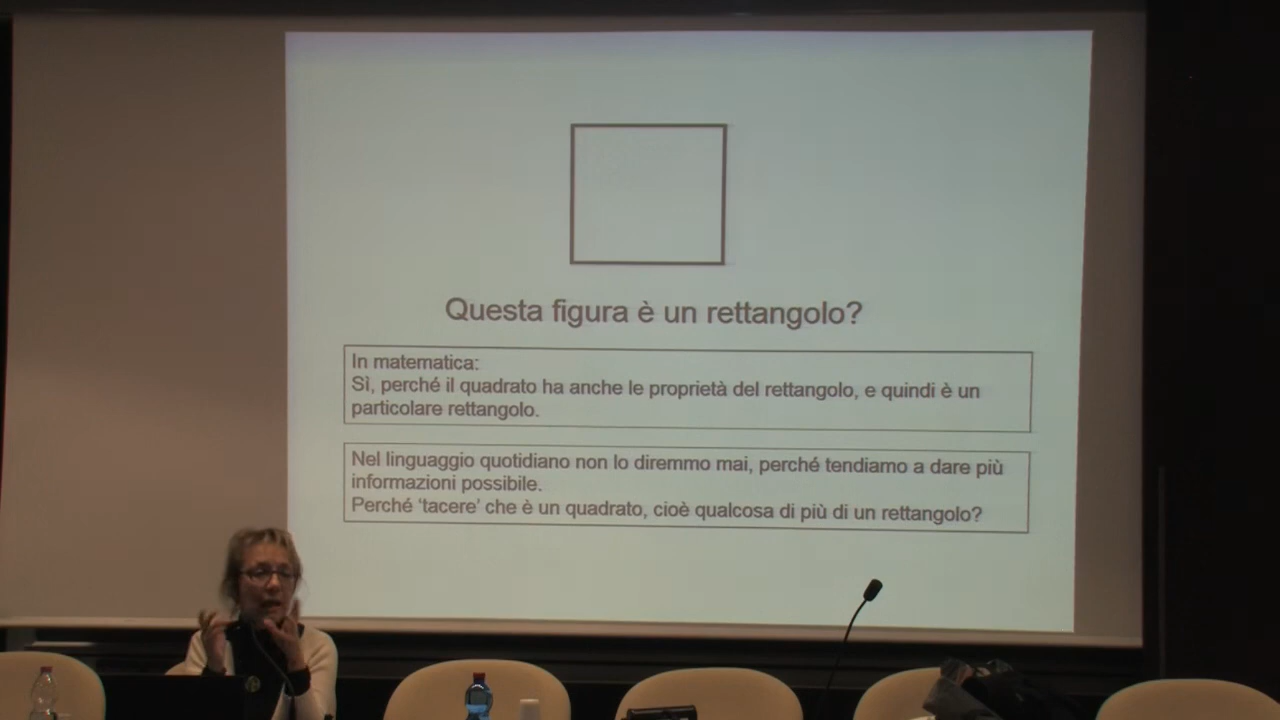 Questa figura è un rettangolo?
In matematica:
Sì, perché il quadrato ha anche le proprietà del rettangolo, e quindi è un
particolare rettangolo.
Nel linguaggio quotidiano non lo diremmo mai, perché tendiamo a dare più
informazioni possibile.
Perché 'tacere' che è un quadrato, cioè qualcosa di più di un rettangolo?